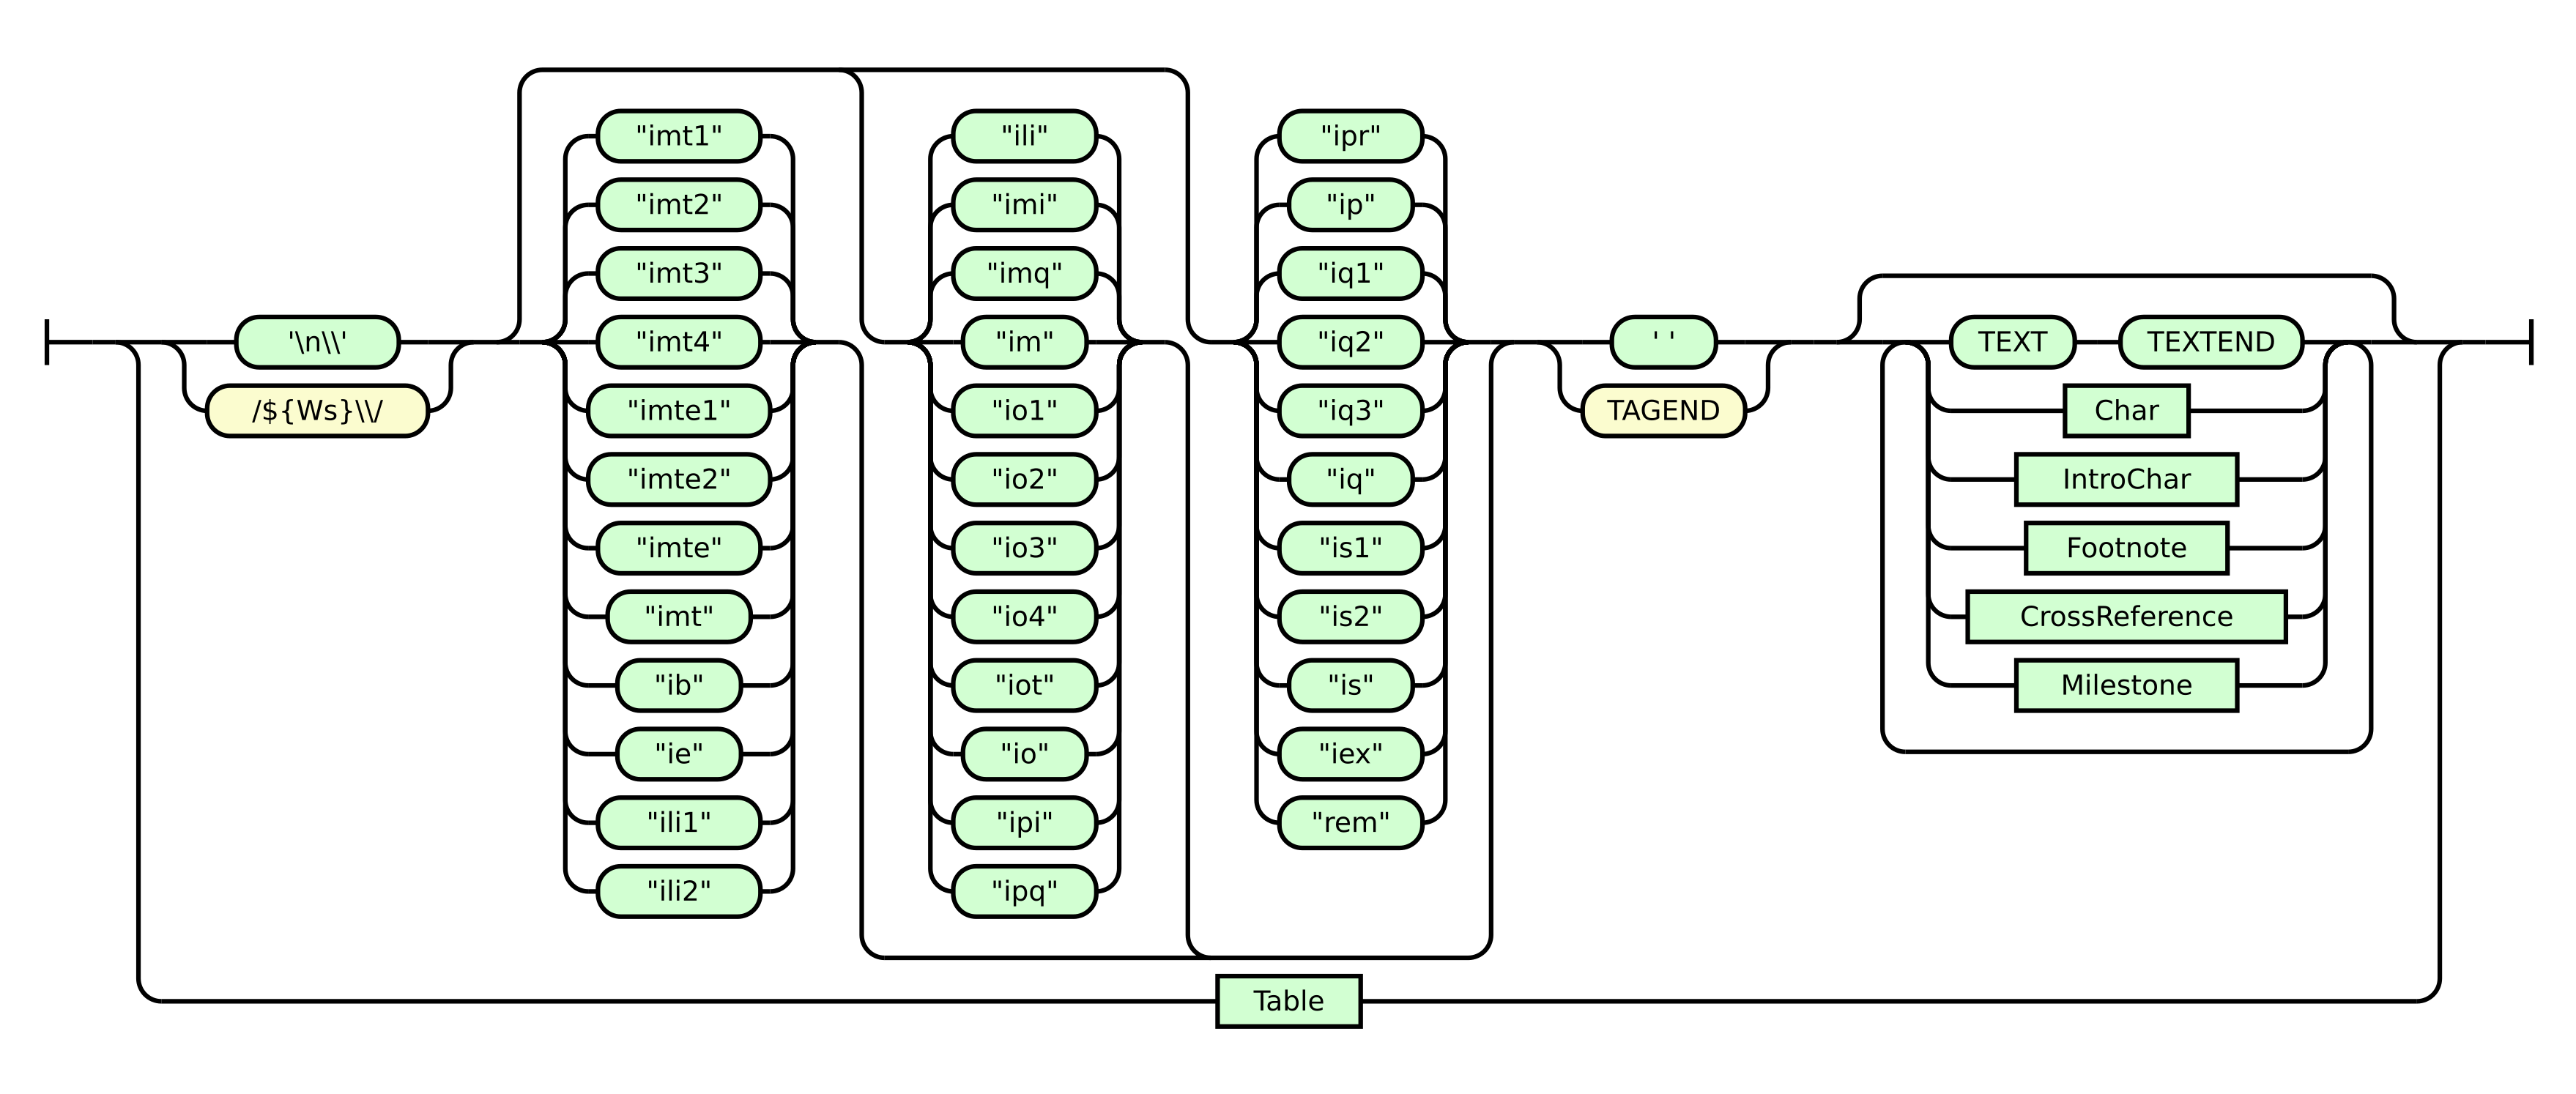 '\n\\'
/${Ws}\\/
"imt1"
"imt2"
"imt3"
"imt4"
"imte1"
"imte2"
"imte"
"imt"
"ib"
"ie"
"ili1"
"ili2"
"ili"
"imi"
"imq"
"im"
"io1"
"io2"
"io3"
"io4"
"iot"
"io"
"ipi"
"ipq"
"ipr"
"ip"
"iq1"
"iq2"
"iq3"
"iq"
"is1"
"is2"
"is"
"iex"
"rem"
' '
TAGEND
TEXT TEXTEND
Char
IntroChar
Footnote
CrossReference
Milestone
Table